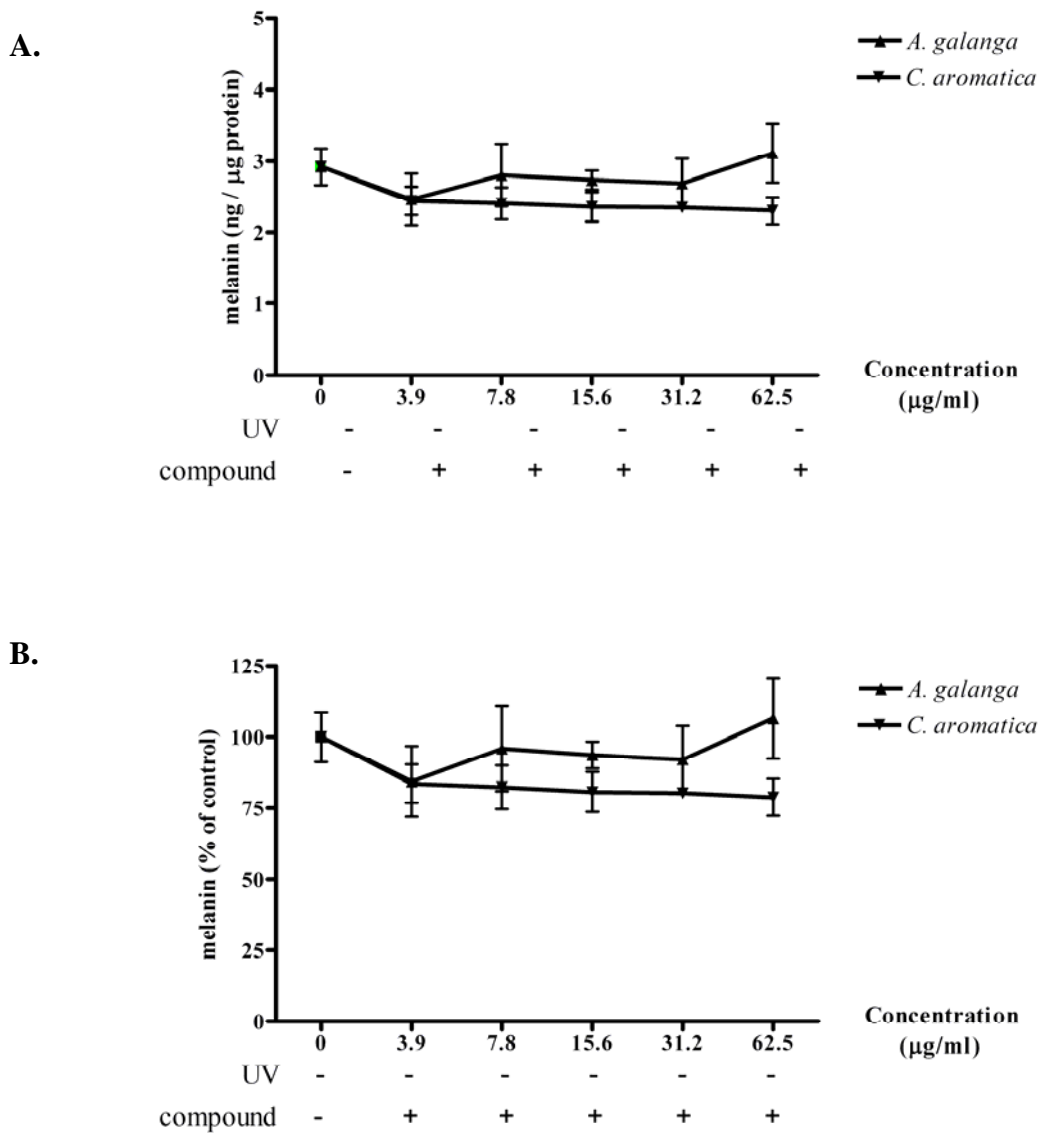 A.
5
4
3
2
1
0
melanin (ng / μg protein)
A. galanga
C. aromatica
0 3.9 7.8 15.6 31.2 62.5
Concentration
(μg/ml)
UV - - - - - -
compound - + + + + +
B.
125
100
75
50
25
0
melanin (% of control)
A. galanga
C. aromatica
0 3.9 7.8 15.6 31.2 62.5
Concentration
(μg/ml)
UV - - - - - -
compound - + + + + +